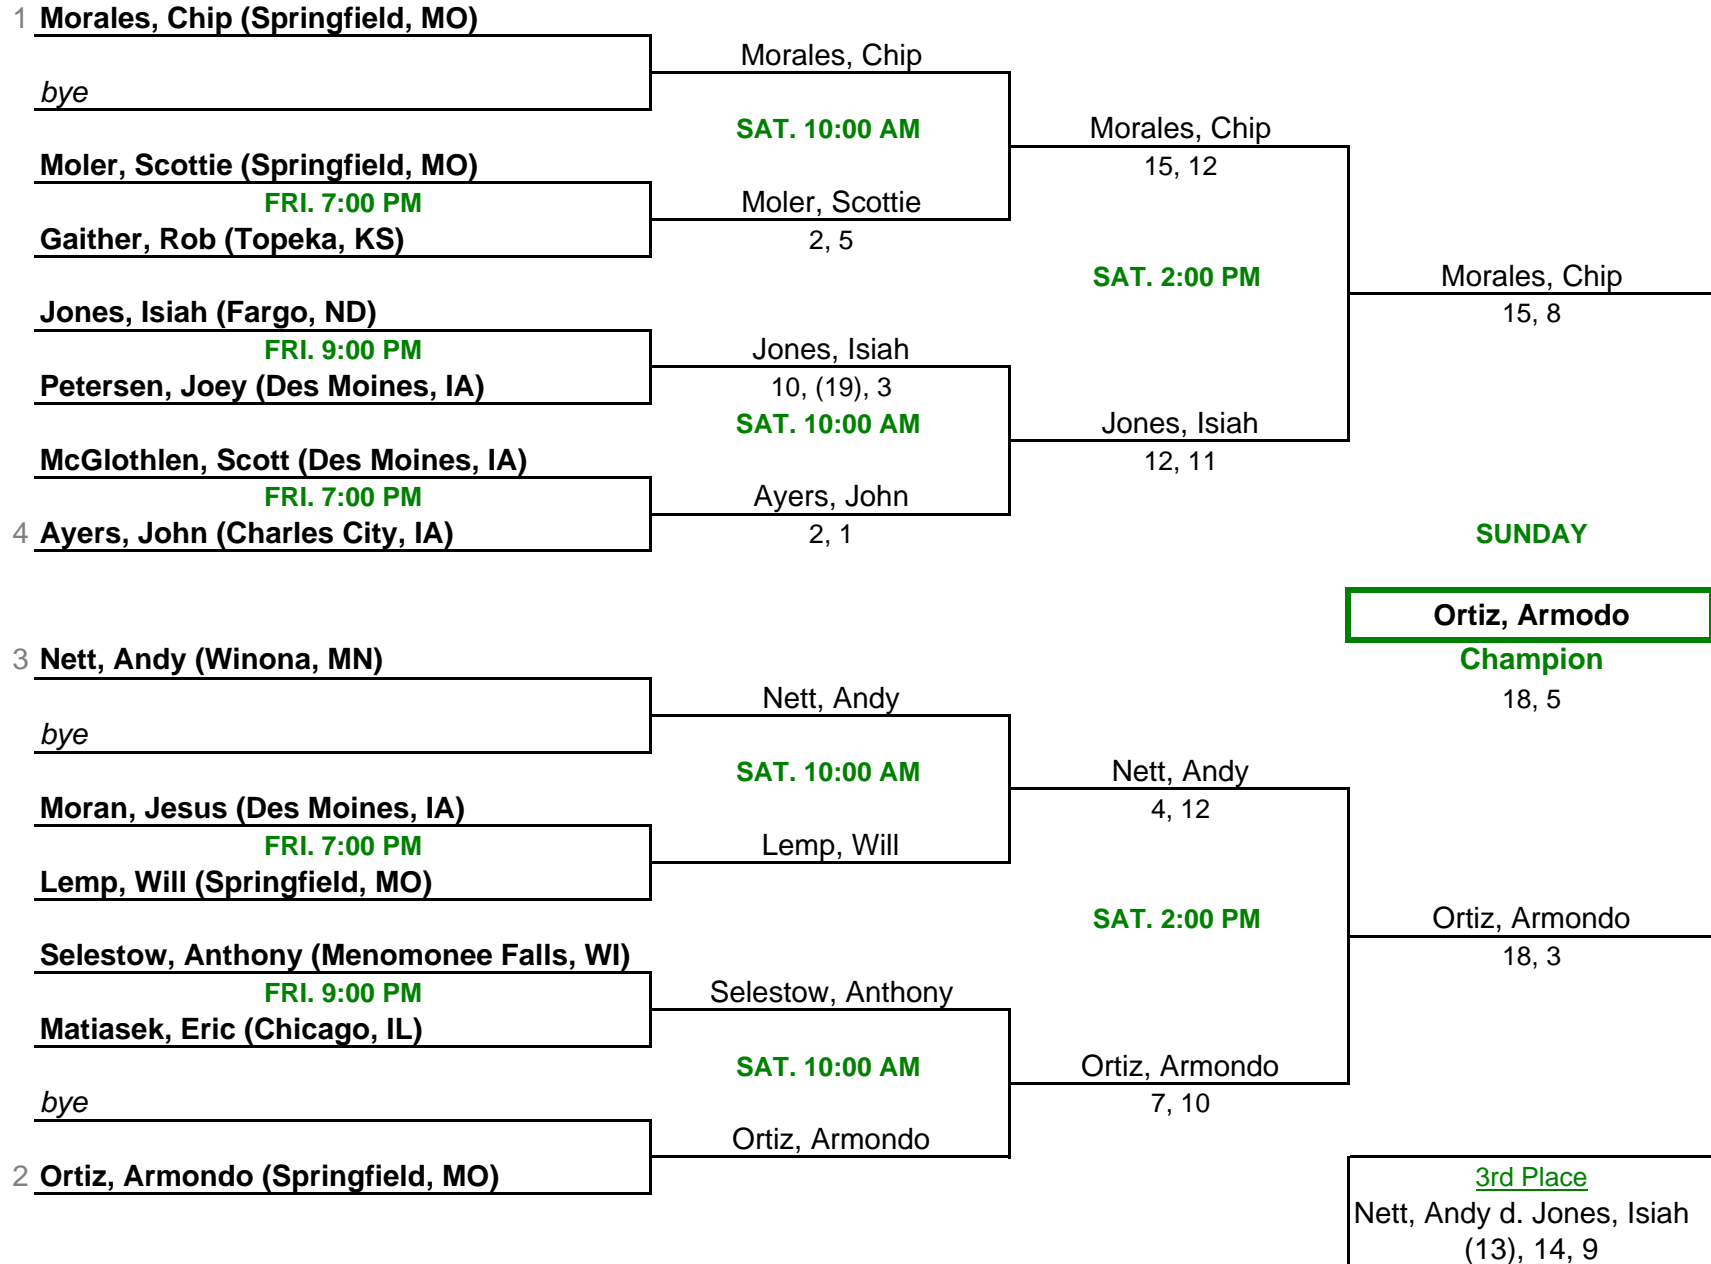 1 Morales, Chip (Springfield, MO)
Morales, Chip
bye
SAT. 10:00 AM
Morales, Chip
15, 12
Moler, Scottie (Springfield, MO)
FRI. 7:00 PM
Moler, Scottie
2, 5
Gaither, Rob (Topeka, KS)
SAT. 2:00 PM
Morales, Chip
15, 8
Jones, Isiah (Fargo, ND)
FRI. 9:00 PM
Jones, Isiah
10, (19), 3
Petersen, Joey (Des Moines, IA)
SAT. 10:00 AM
Jones, Isiah
12, 11
McGlothlen, Scott (Des Moines, IA)
FRI. 7:00 PM
Ayers, John
2, 1
4 Ayers, John (Charles City, IA)
SUNDAY
Ortiz, Armodo
Champion
18, 5
3 Nett, Andy (Winona, MN)
Nett, Andy
bye
SAT. 10:00 AM
Nett, Andy
4, 12
Moran, Jesus (Des Moines, IA)
FRI. 7:00 PM
Lemp, Will
Lemp, Will (Springfield, MO)
SAT. 2:00 PM
Ortiz, Armondo
18, 3
Selestow, Anthony (Menomonee Falls, WI)
FRI. 9:00 PM
Selestow, Anthony
Matiasek, Eric (Chicago, IL)
SAT. 10:00 AM
Ortiz, Armondo
7, 10
bye
Ortiz, Armondo
2 Ortiz, Armondo (Springfield, MO)
3rd Place
Nett, Andy d. Jones, Isiah
(13), 14, 9